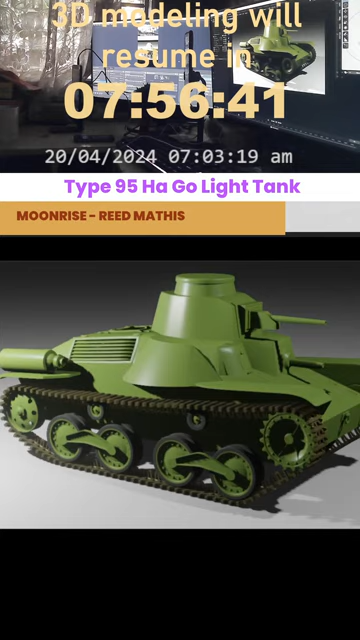 3D modeling will
resume in
07:56:41
20/04/2024 07:03:19 am
Type 95 Ha Go Light Tank
MOONRISE - REED MATHIS